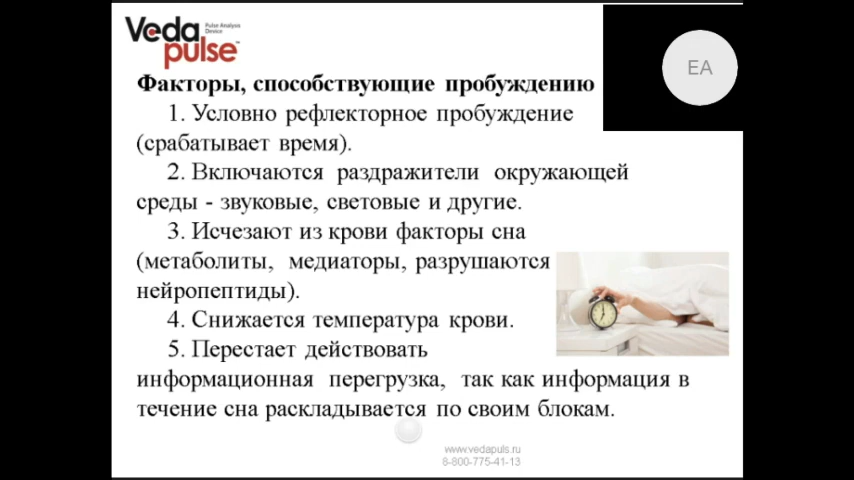 Veda
Pulse Analysis
Device
pulse™
EA
Факторы, способствующие пробуждению
1. Условно рефлекторное пробуждение
(срабатывает время).
2. Включаются раздражители окружающей
среды - звуковые, световые и другие.
3. Исчезают из крови факторы сна
(метаболиты, медиаторы, разрушаются
нейропептиды).
4. Снижается температура крови.
5. Перестает действовать
информационная перегрузка, так как информация в
течение сна раскладывается по своим блокам.
www.vedapuls.ru
8-800-775-41-13